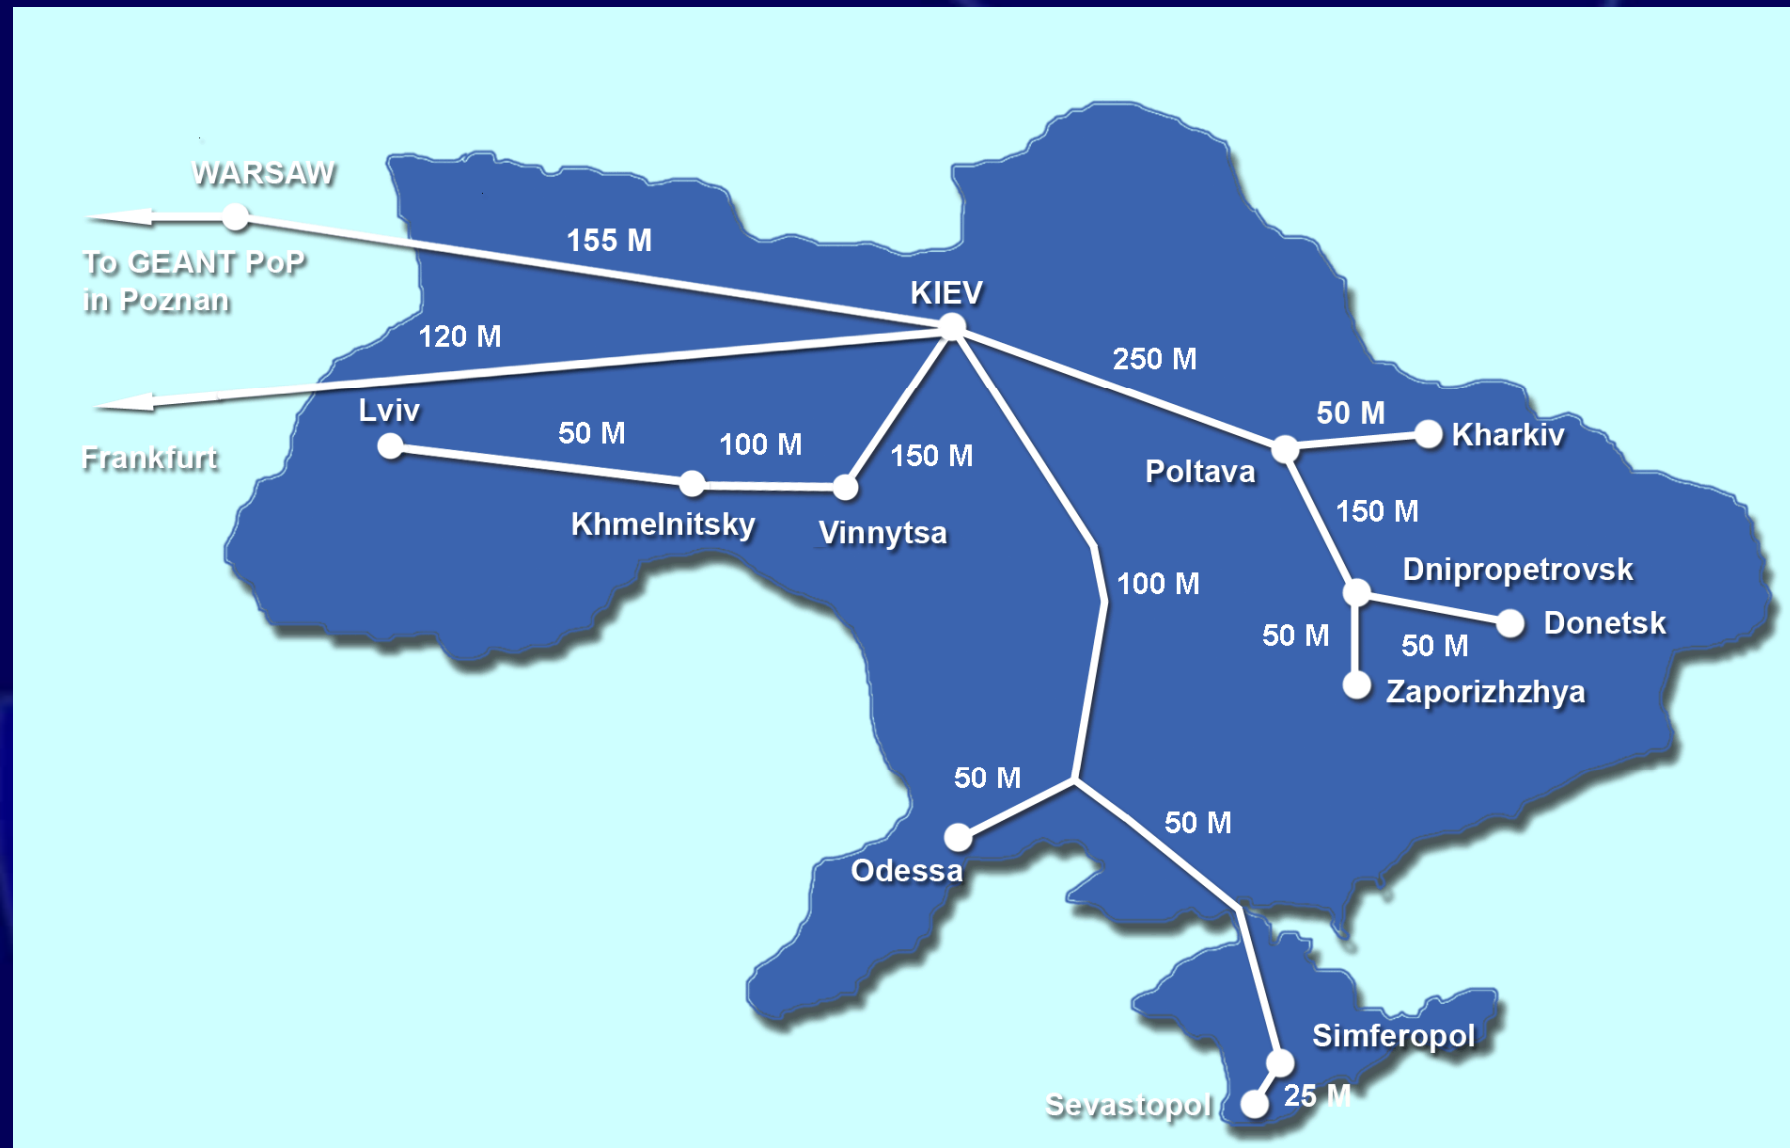 WARSAW
155 M
To GEANT PoP
in Poznan
KIEV
120 M
250 M
Lviv
50 M
100 M
150 M
50 M
Kharkiv
Frankfurt
Poltava
Khmelnitsky
Vinnytsa
150 M
Dnipropetrovsk
100 M
Donetsk
50 M
50 M
Zaporizhzhya
50 M
50 M
Odessa
Simferopol
Sevastopol
25 M